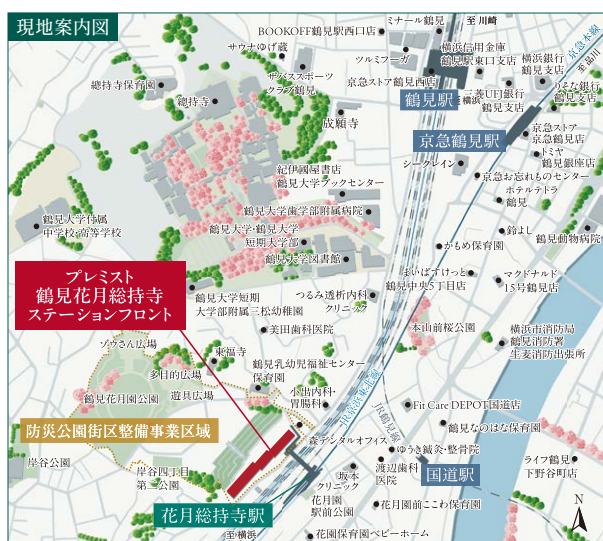 現地案内図
BOOKOFF鶴見駅西口店
ミナール鶴見
至 川崎
京急本線
至 品川
サウナゆげ蔵
ツルミフーガ
横浜信用金庫
鶴見駅東口支店
横浜銀行
鶴見支店
サバススポーツ
クラブ鶴見
京急ストア鶴見西店
りそな銀行
鶴見支店
總持寺保育園
總持寺
鶴見駅
至 横浜
三菱UFJ銀行
鶴見支店
成願寺
京急鶴見駅
京急ストア
京急鶴見店
トミヤ
鶴見銀座店
シークレイン
紀伊國屋書店
鶴見大学ブックセンター
京急お忘れものセンター
ホテルテトラ
鶴見
鶴見大学歯学部附属病院
鶴見大学付属
中学校・高等学校
鶴見大学・鶴見大学
短期大学部
鈴よし
鶴見動物病院
かもめ保育園
鶴見大学図書館
プレミスト
鶴見花月総持寺
ステーションフロント
まいばすけっと
鶴見中央5丁目店
マクドナルド
15号鶴見店
鶴見大学短期
大学部附属三松幼稚園
つるみ透析内科
クリニック
美田歯科医院
本山前桜公園
横浜市消防局
鶴見消防署
生麦消防出張所
ゾウさん広場
東福寺
多目的広場
鶴見乳幼児福祉センター
保育園
JR京浜東北線
遊具広場
鶴見花月園公園
小出内科・
胃腸科
JR鶴見線
Fit Care DEPOT国道店
防災公園街区整備事業区域
鶴見なのはな保育園
森デンタルオフィス
ゆうき鍼灸・整骨院
岸谷公園
岸谷四丁目
第二公園
渡辺歯科
医院
国道駅
ライフ鶴見
下野谷町店
坂本
クリニック
花月総持寺駅
花月園
駅前公園
花月園前ここわ保育園
至 横浜
花園保育園ベビーホーム
N